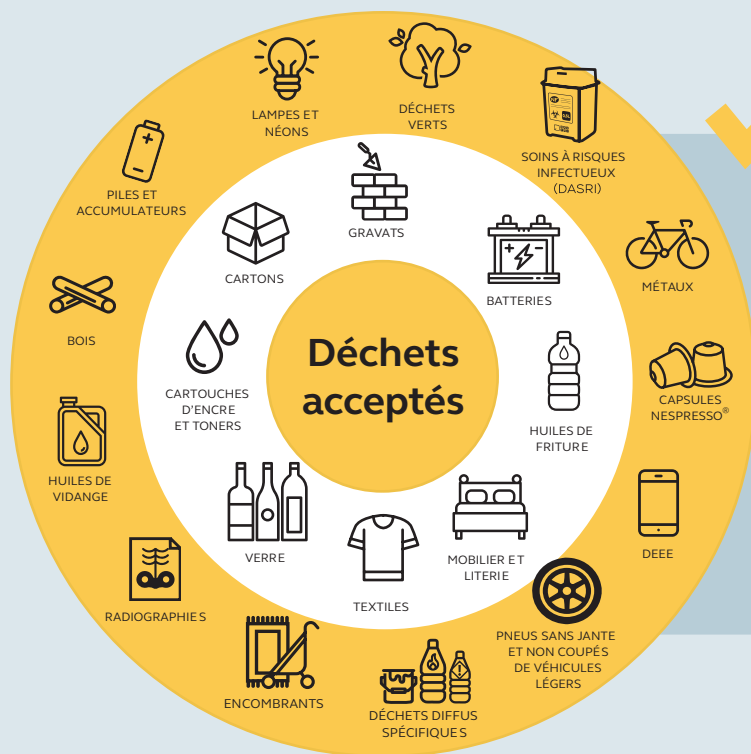 Déchets
acceptés
GRAVATS
BATTERIES
HUILES DE
FRITURE
MOBILIER ET
LITERIE
TEXTILES
VERRE
CARTOUCHES
D'ENCRE
ET TONERS
CARTONS
DÉCHETS
VERTS
SOINS À RISQUES
INFECTUEUX
(DASRI)
MÉTAUX
CAPSULES
NESPRESSO®
DEEE
PNEUS SANS JANTE
ET NON COUPÉS
DE VÉHICULES
LÉGERS
DÉCHETS DIFFUS
SPÉCIFIQUES
ENCOMBRANTS
RADIOGRAPHIES
HUILES DE
VIDANGE
BOIS
PILES ET
ACCUMULATEURS
LAMPES ET
NÉONS